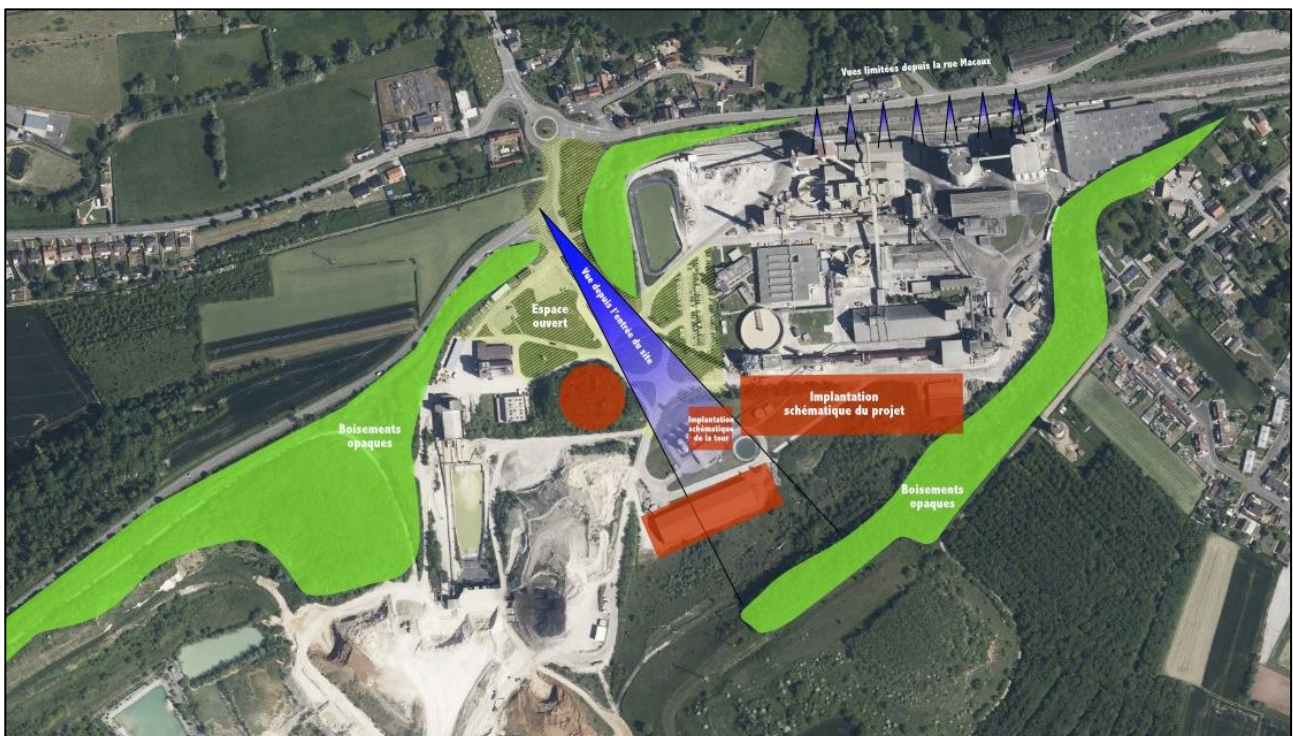 Vues limitées depuis la rue Macaux
Vue depuis l'entrée du site
Espace
ouvert
Implantation
schématique du projet
Implantation
schématique
de la tour
Boisements
opaques
Boisements
opaques